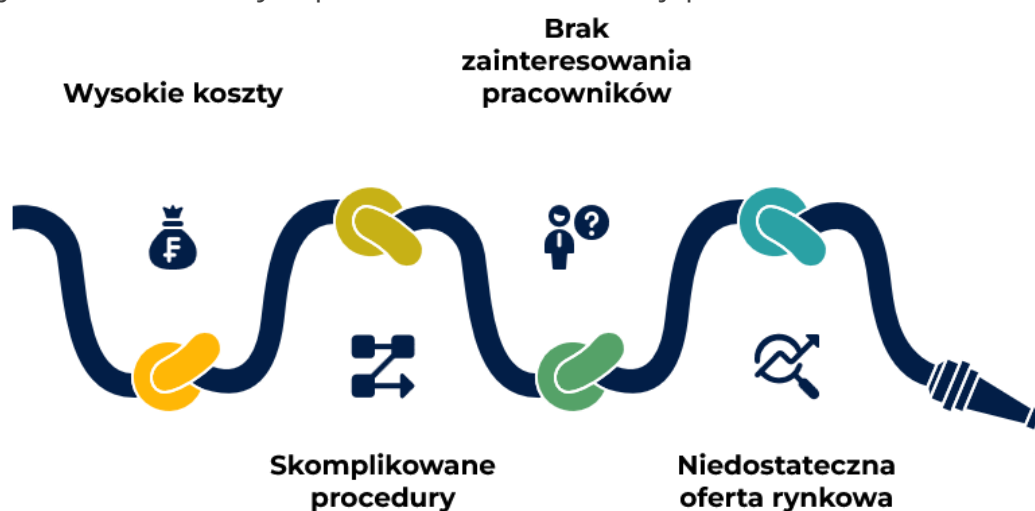 Wysokie koszty
Brak
zainteresowania
pracowników
Skomplikowane
procedury
Niedostateczna
oferta rynkowa